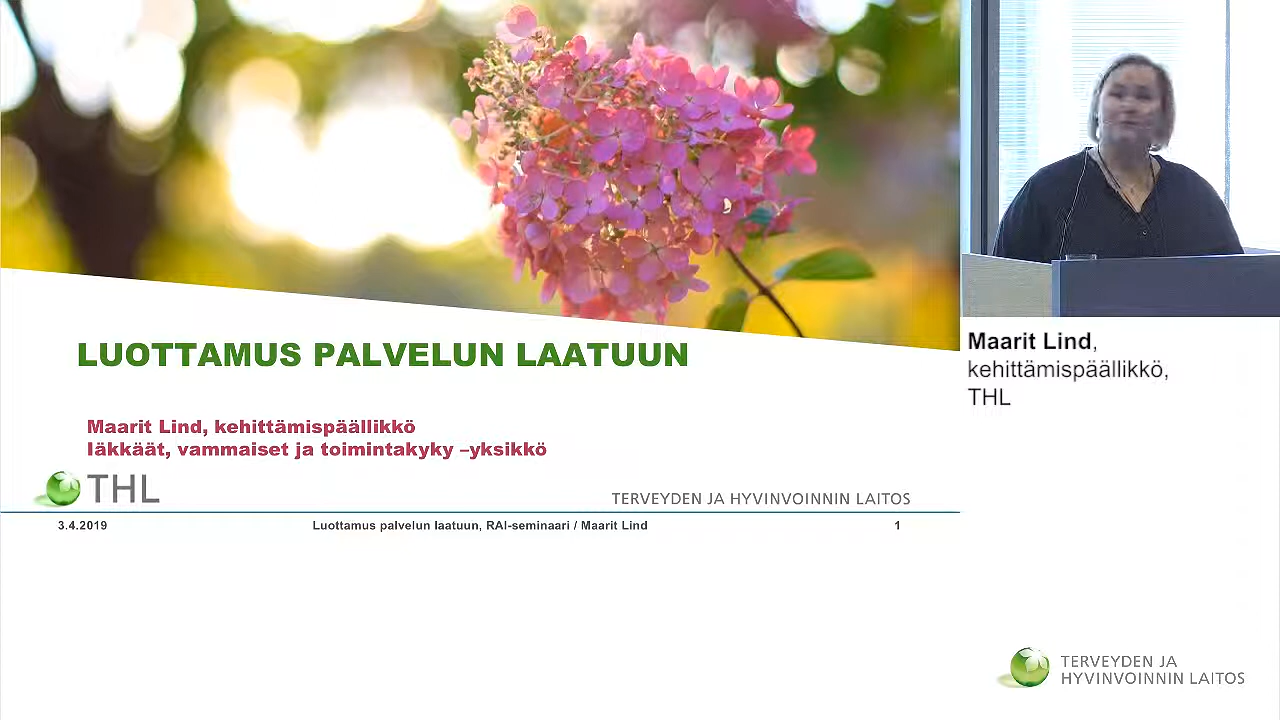 LUOTTAMUS PALVELUN LAATUUN
Maarit Lind, kehittämispäällikkö
Iäkkäät, vammaiset ja toimintakyky –yksikkö
THL
TERVEYDEN JA HYVINVOINNIN LAITOS
3.4.2019
Luottamus palvelun laatuun, RAI-seminaari / Maarit Lind
1
Maarit Lind,
kehittämispäällikkö,
THL
TERVEYDEN JA
HYVINVOINNIN LAITOS